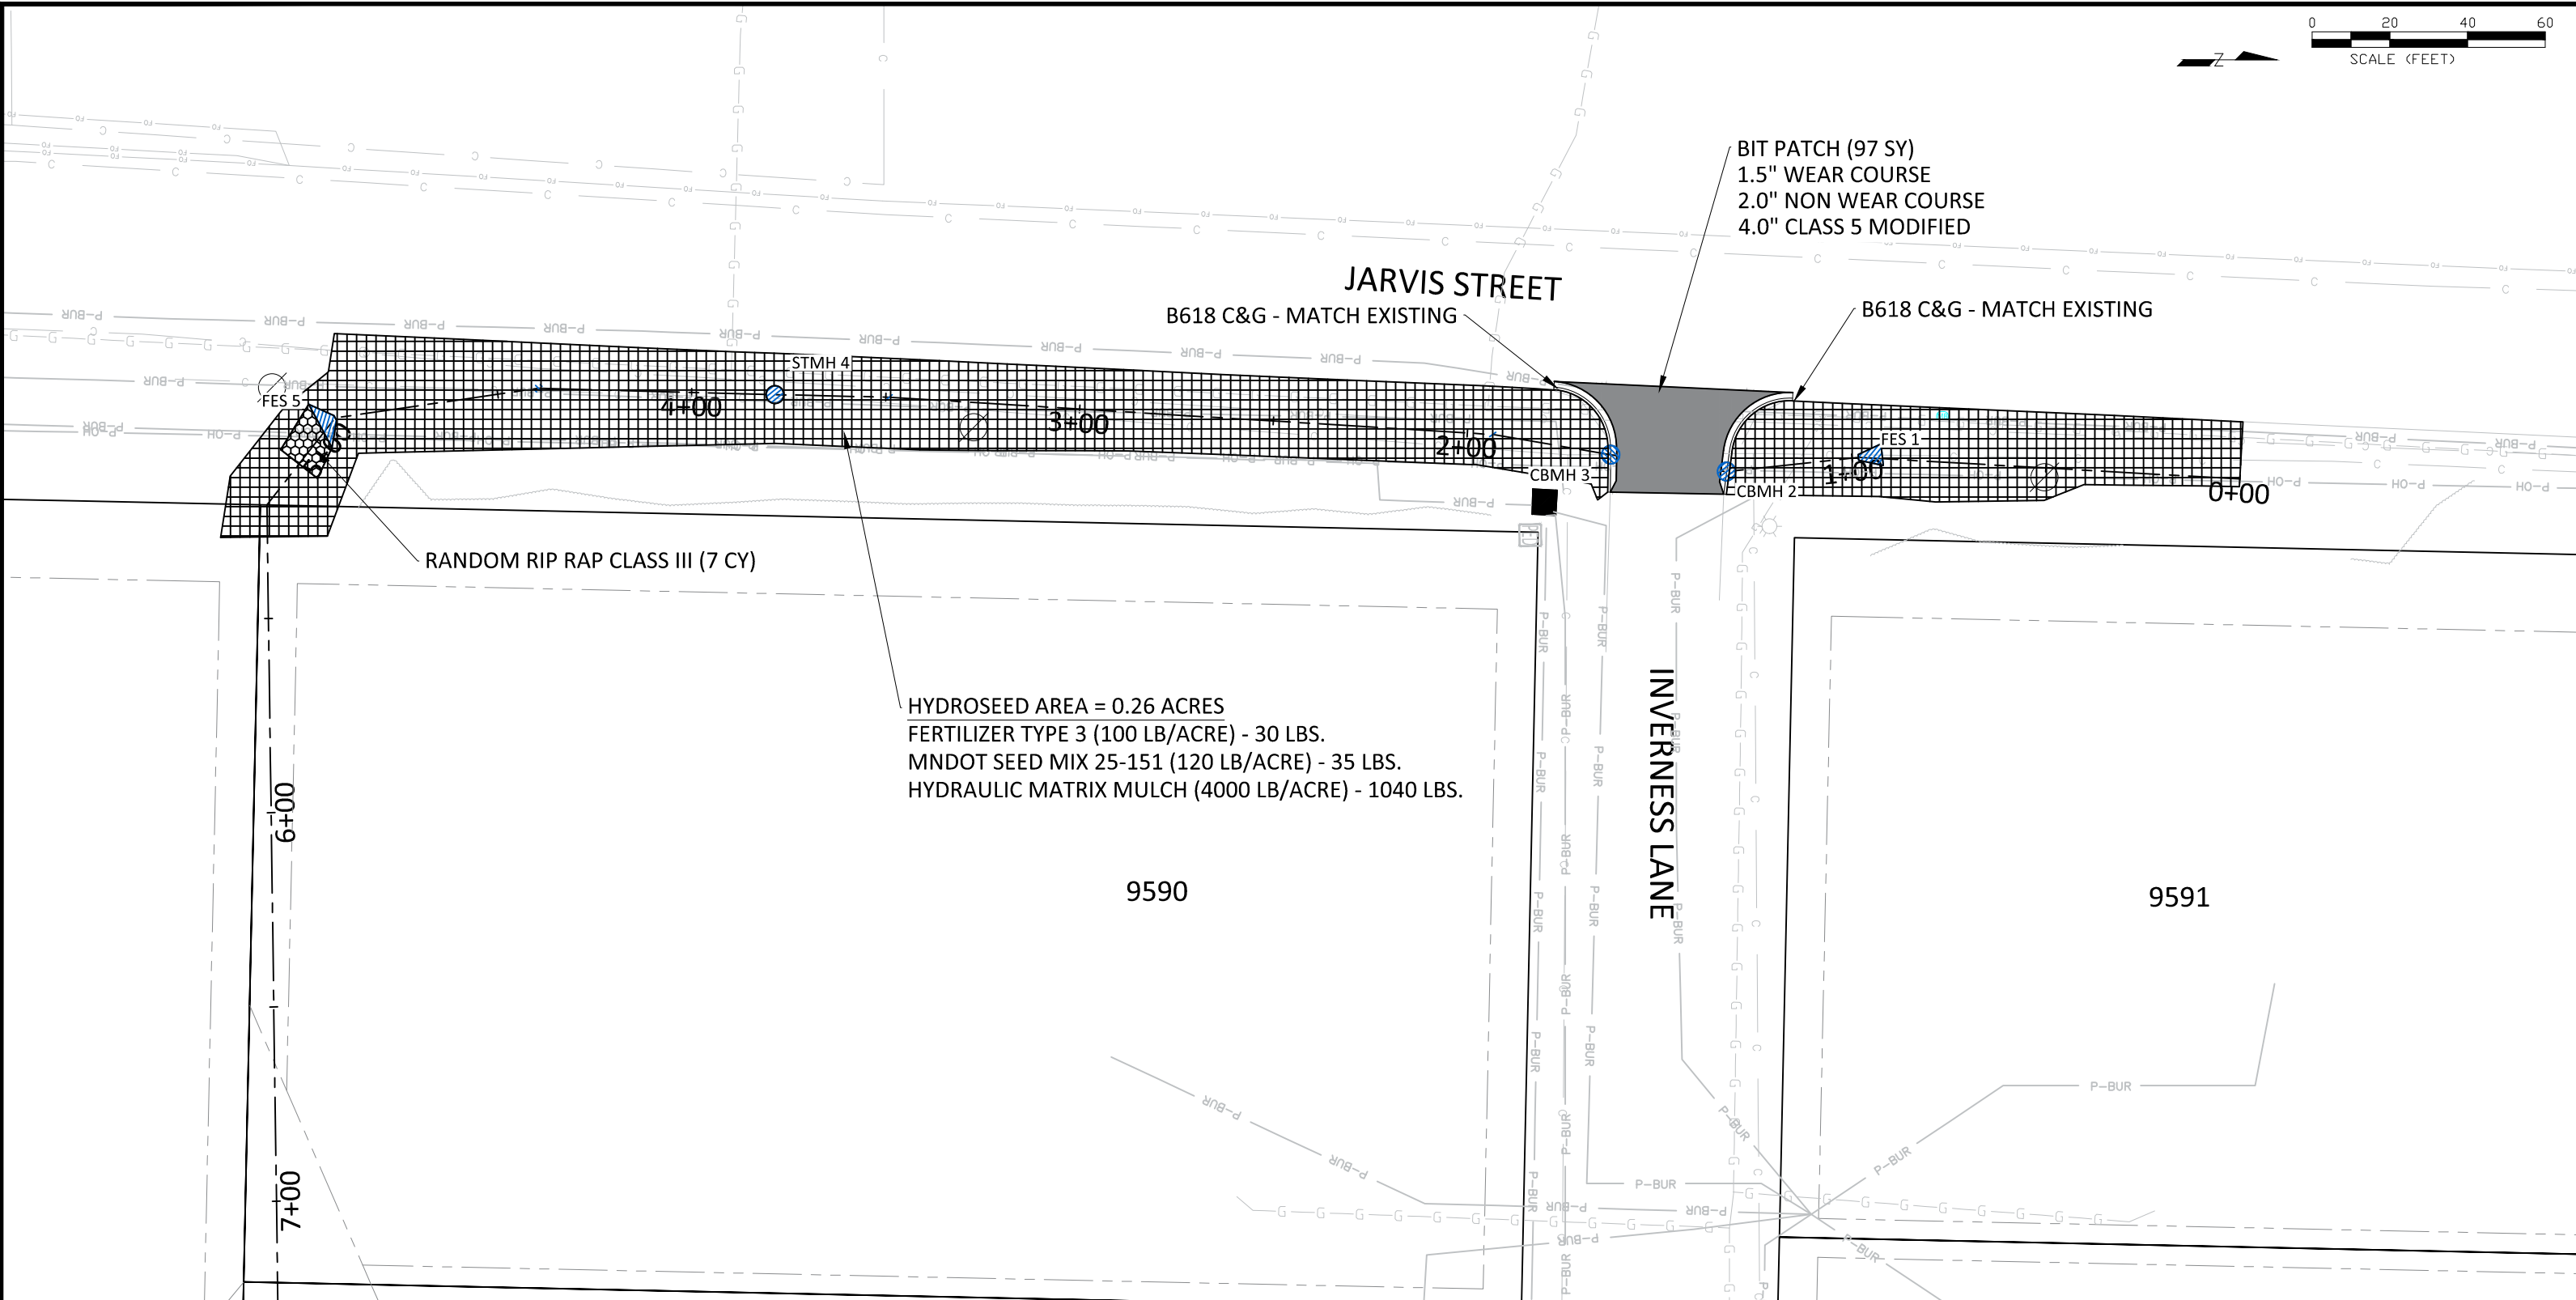 0 20 40 60
SCALE (FEET)
Z
BIT PATCH (97 SY)
1.5" WEAR COURSE
2.0" NON WEAR COURSE
4.0" CLASS 5 MODIFIED
JARVIS STREET
B618 C&G - MATCH EXISTING
B618 C&G - MATCH EXISTING
STMH 4
FES 5
4+00
3+00
2+00
CBMH 3
FES 1
1+00
CBMH 2
0+00
RANDOM RIP RAP CLASS III (7 CY)
HYDROSEED AREA = 0.26 ACRES
FERTILIZER TYPE 3 (100 LB/ACRE) - 30 LBS.
MNDOT SEED MIX 25-151 (120 LB/ACRE) - 35 LBS.
HYDRAULIC MATRIX MULCH (4000 LB/ACRE) - 1040 LBS.
INVERNESS LANE
6+00
9590
9591
7+00
P-BUR
P-BUR
P-BUR
P-BUR
P-OH
PED